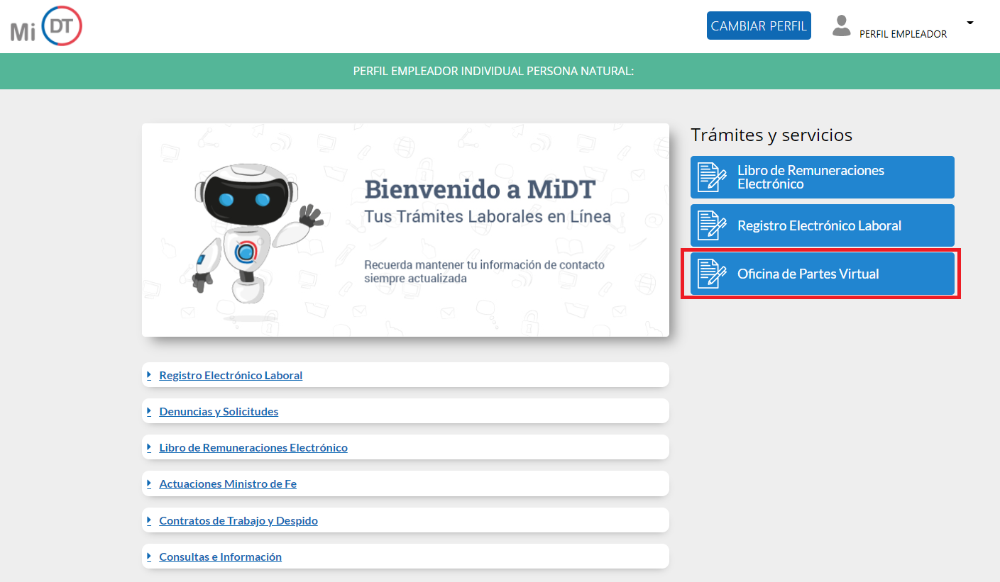 Mi DT
CAMBIAR PERFIL
PERFIL EMPLEADOR
PERFIL EMPLEADOR INDIVIDUAL PERSONA NATURAL:
Bienvenido a MiDT
Tus Trámites Laborales en Línea
Recuerda mantener tu información de contacto
siempre actualizada
Trámites y servicios
Libro de Remuneraciones
Electrónico
Registro Electrónico Laboral
Oficina de Partes Virtual
Registro Electrónico Laboral
Denuncias y Solicitudes
Libro de Remuneraciones Electrónico
Actuaciones Ministro de Fe
Contratos de Trabajo y Despido
Consultas e Información